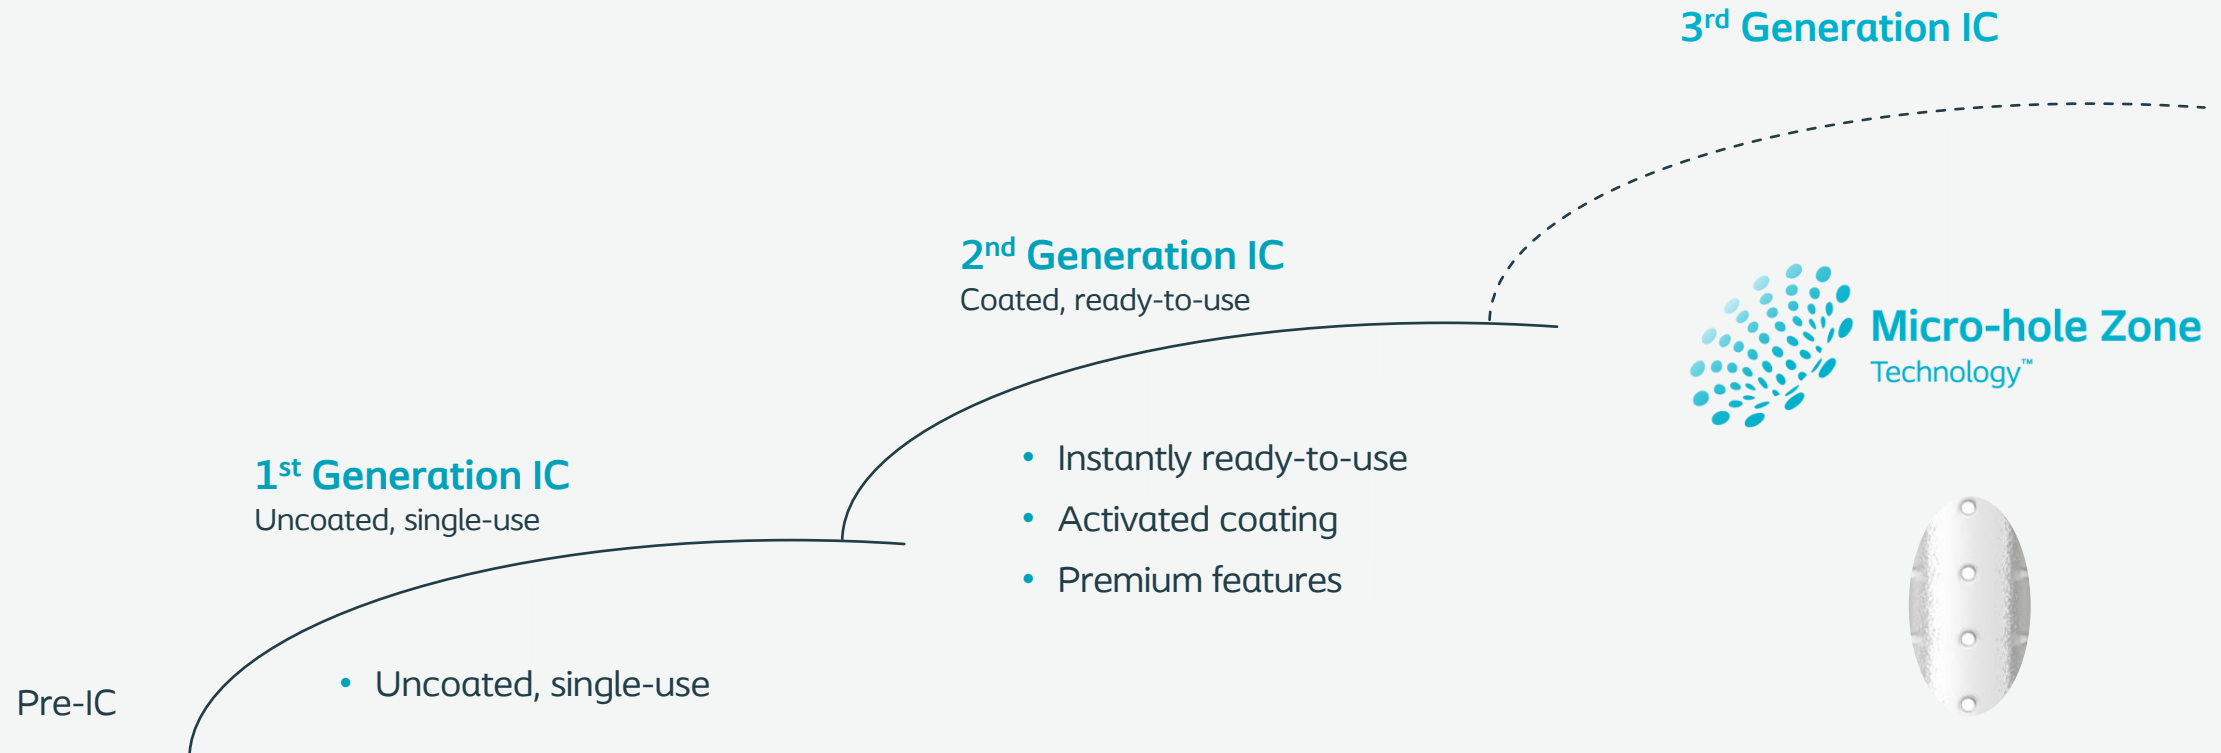 Pre-IC
1st Generation IC
Uncoated, single-use
• Uncoated, single-use
2nd Generation IC
Coated, ready-to-use
• Instantly ready-to-use
• Activated coating
• Premium features
3rd Generation IC
Micro-hole Zone
Technology™